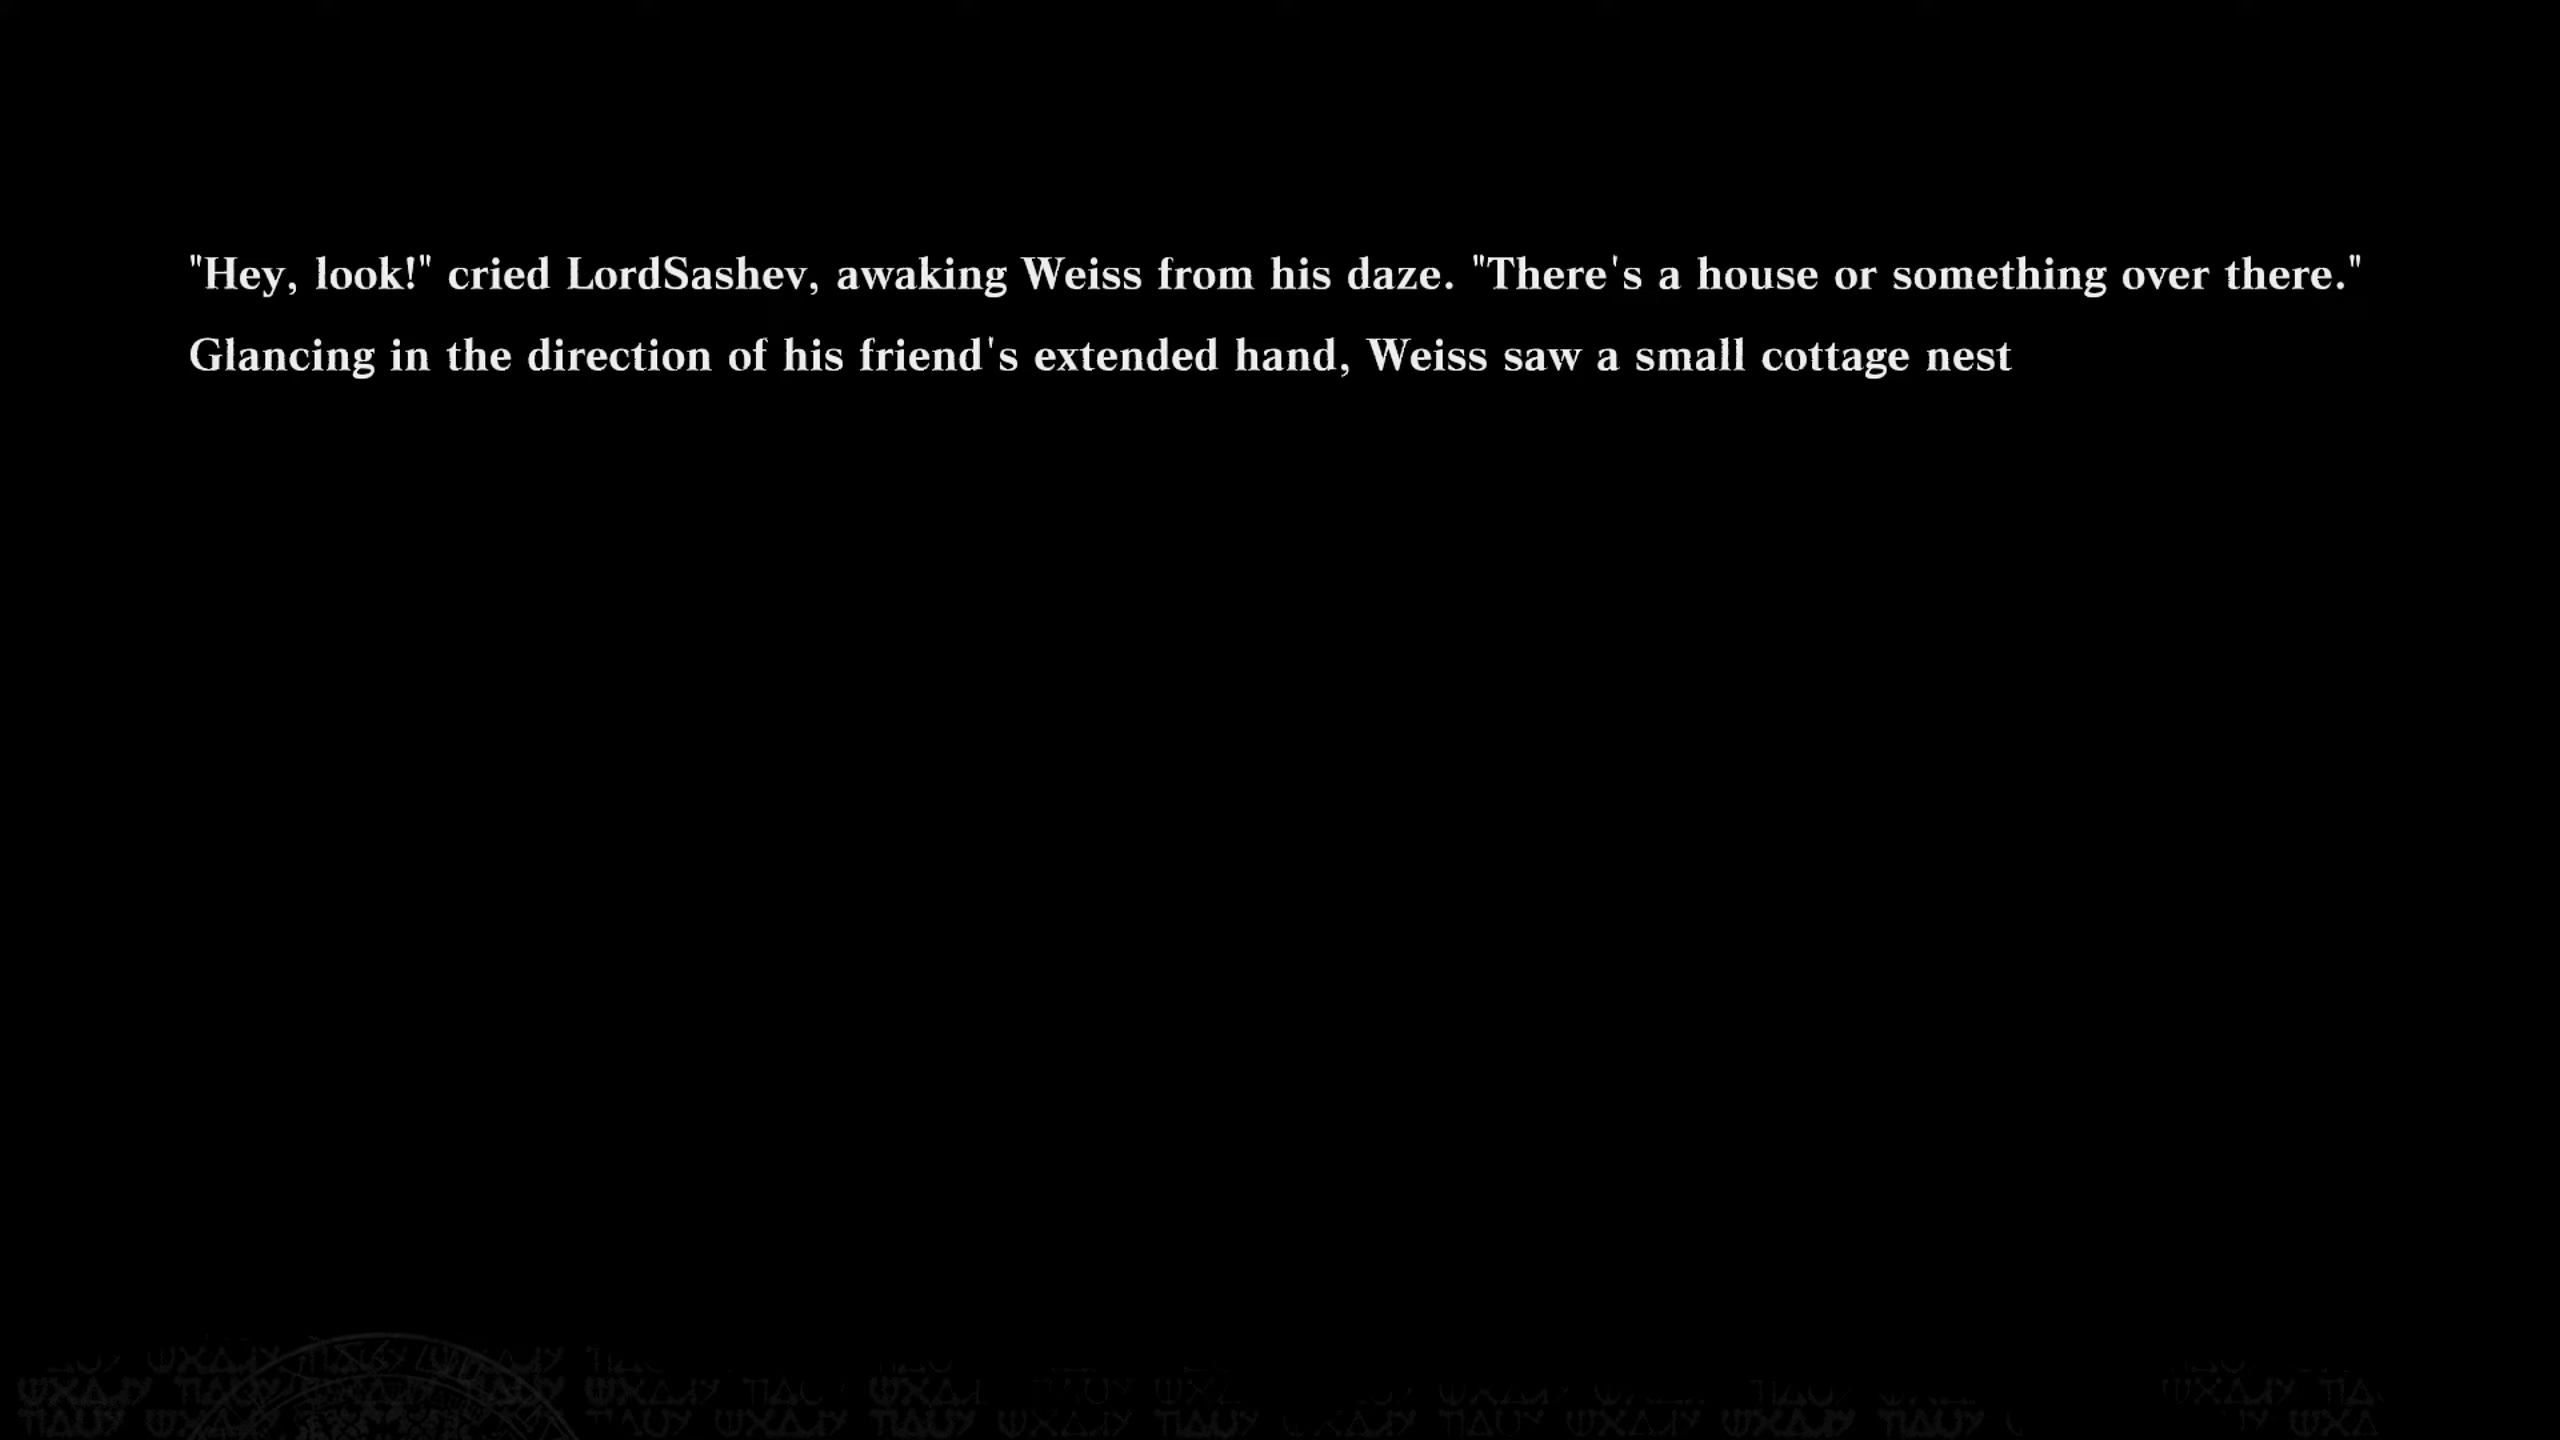 "Hey, look!" cried LordSashev, awaking Weiss from his daze. "There's a house or something over there."
Glancing in the direction of his friend's extended hand, Weiss saw a small cottage nest